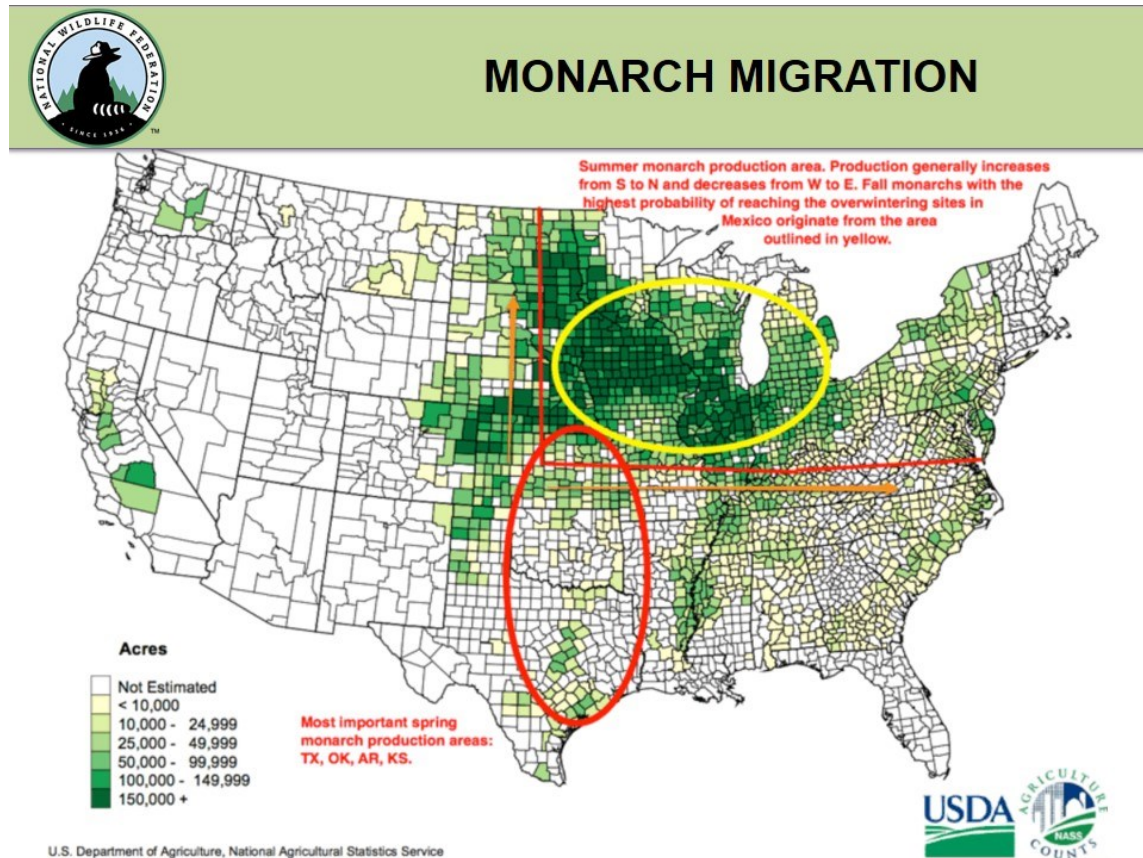 NATIONAL WILDLIFE FEDERATION
SINCE 1936
TM
MONARCH MIGRATION
Summer monarch production area. Production generally increases
from S to N and decreases from W to E. Fall monarchs with the
highest probability of reaching the overwintering sites in
Mexico originate from the area
outlined in yellow.
Acres
Not Estimated
< 10,000
10,000 - 24,999
25,000 - 49,999
50,000 - 99,999
100,000 - 149,999
150,000 +
Most important spring
monarch production areas:
TX, OK, AR, KS.
USDA
AGRICULTURE
NASS
COUNTS
U.S. Department of Agriculture, National Agricultural Statistics Service